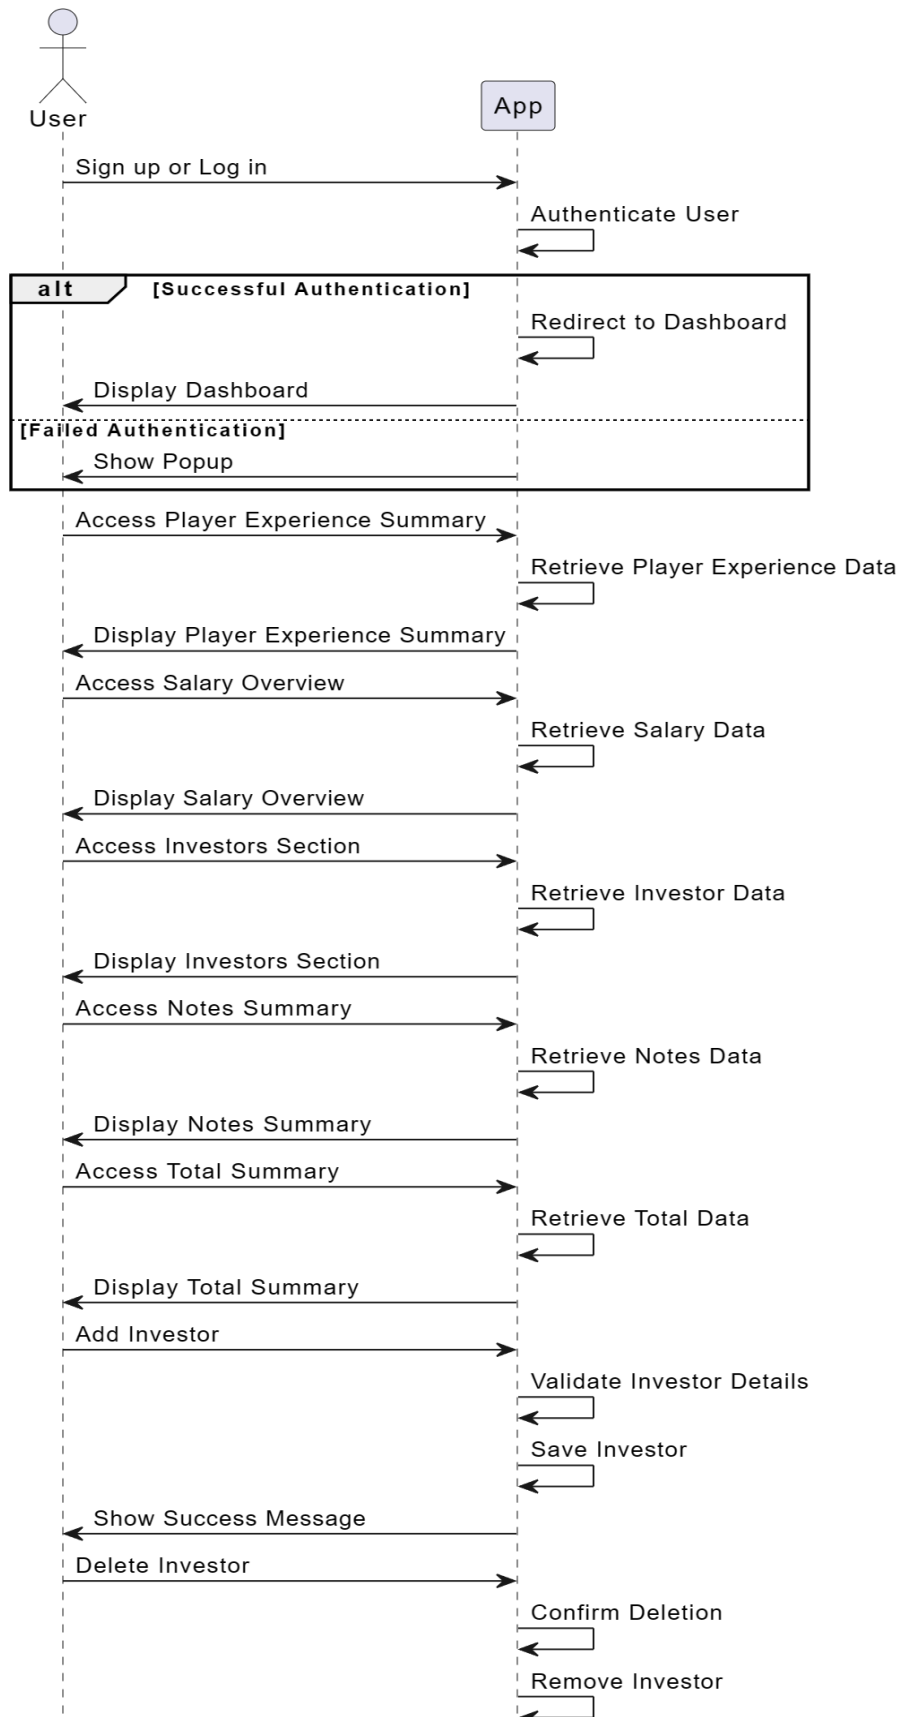 User
App
Sign up or Log in
Authenticate User
alt
[Successful Authentication]
Redirect to Dashboard
Display Dashboard
[Failed Authentication]
Show Popup
Access Player Experience Summary
Retrieve Player Experience Data
Display Player Experience Summary
Access Salary Overview
Retrieve Salary Data
Display Salary Overview
Access Investors Section
Retrieve Investor Data
Display Investors Section
Access Notes Summary
Retrieve Notes Data
Display Notes Summary
Access Total Summary
Retrieve Total Data
Display Total Summary
Add Investor
Validate Investor Details
Save Investor
Show Success Message
Delete Investor
Confirm Deletion
Remove Investor